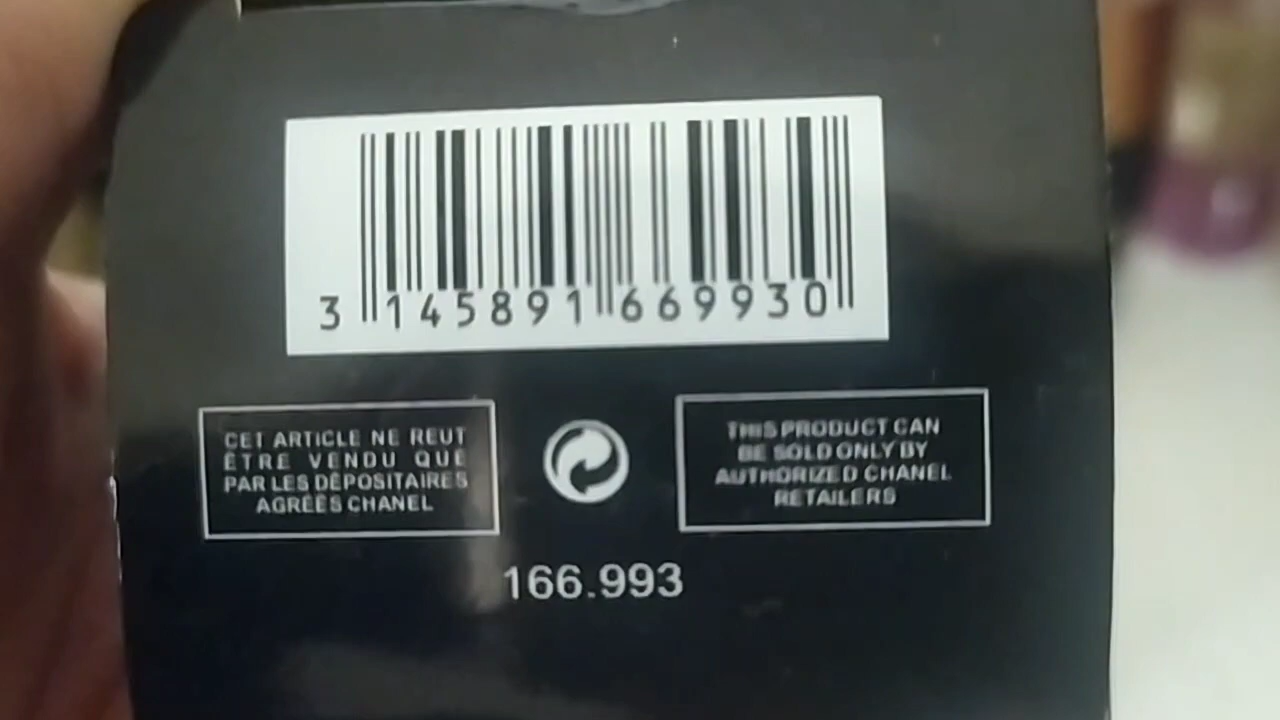 3 145891 669930
CET ARTICLE NE REUT
ÊTRE VENDU QUE
PAR LES DÉPOSITAIRES
AGRÉÉS CHANEL
THIS PRODUCT CAN
BE SOLD ONLY BY
AUTHORIZED CHANEL
RETAILERS
166.993